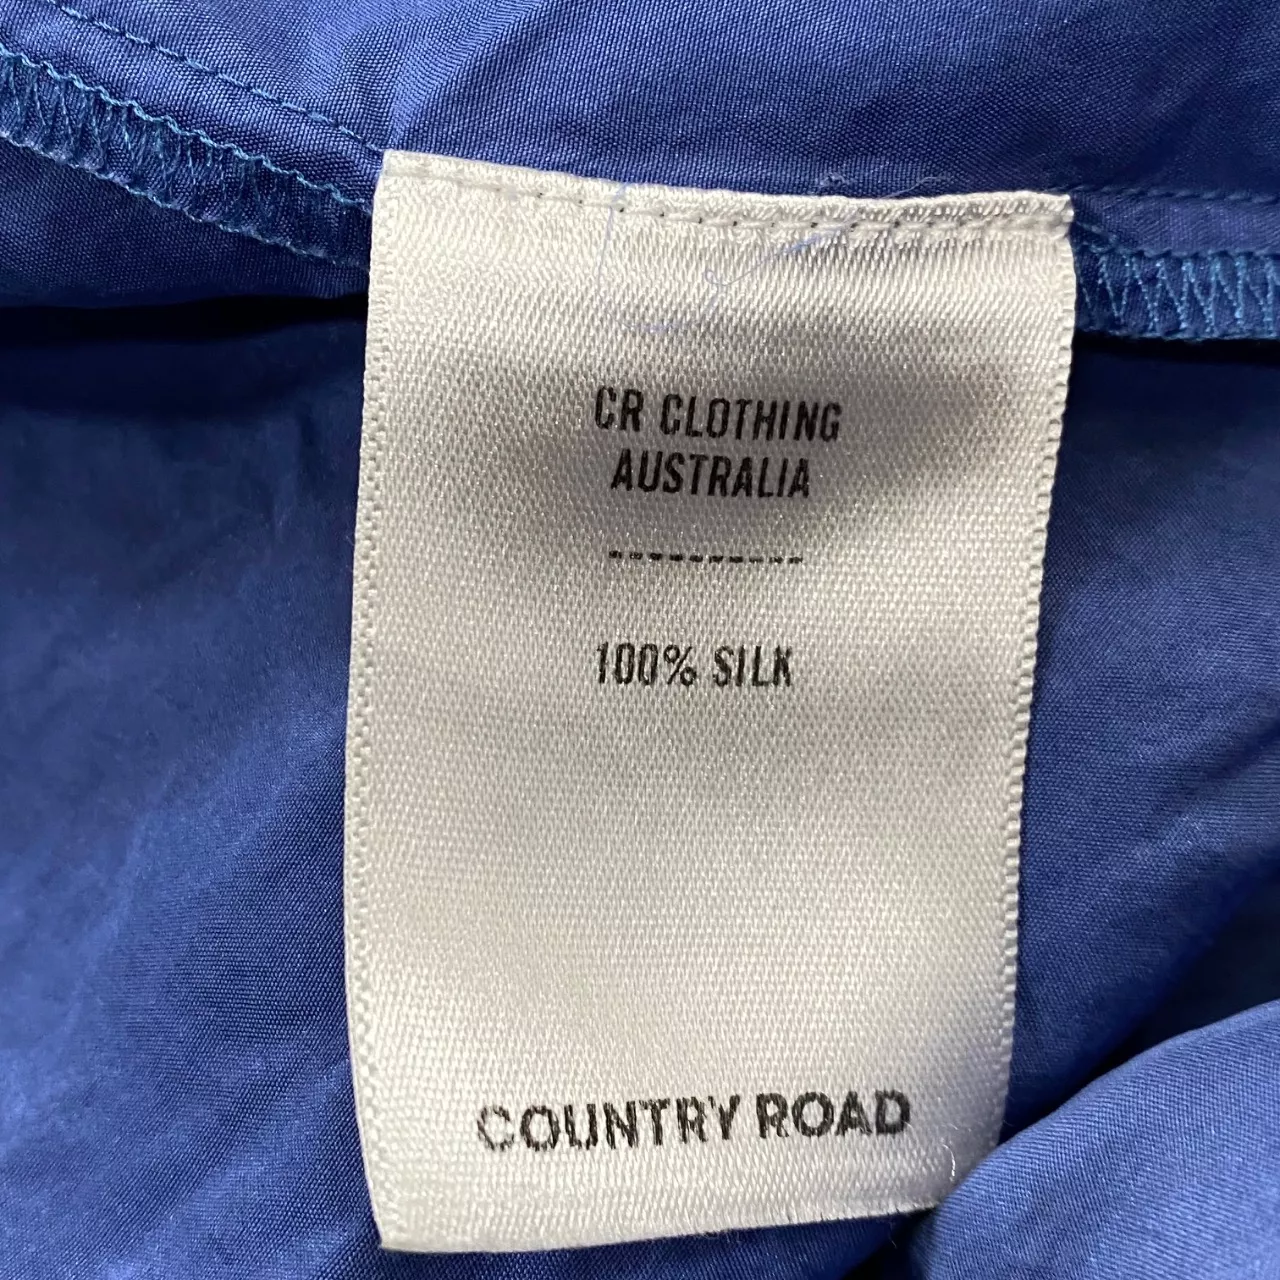 CR CLOTHING
AUSTRALIA
-----------
100% SILK
COUNTRY ROAD